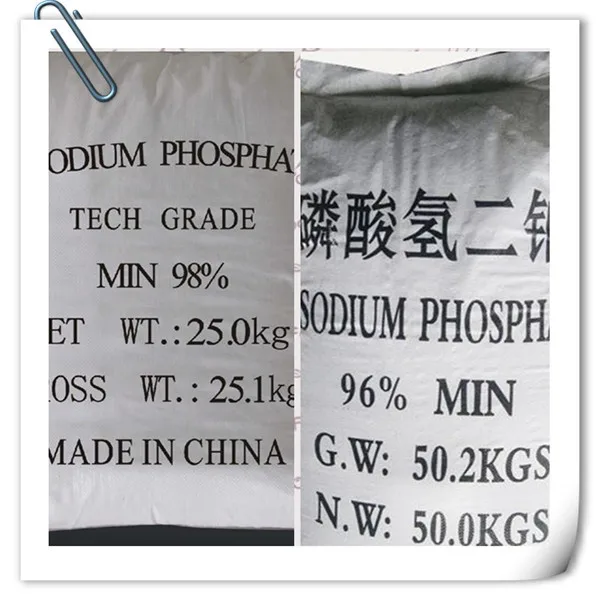 ODIUM PHOSPHAT
TECH GRADE
MIN 98%
ET WT.:25.0kg
OSS WT.:25.1kg
MADE IN CHINA
磷酸氢二钠
SODIUM PHOSPHA
96% MIN
G.W: 50.2KGS
N.W: 50.0KGS